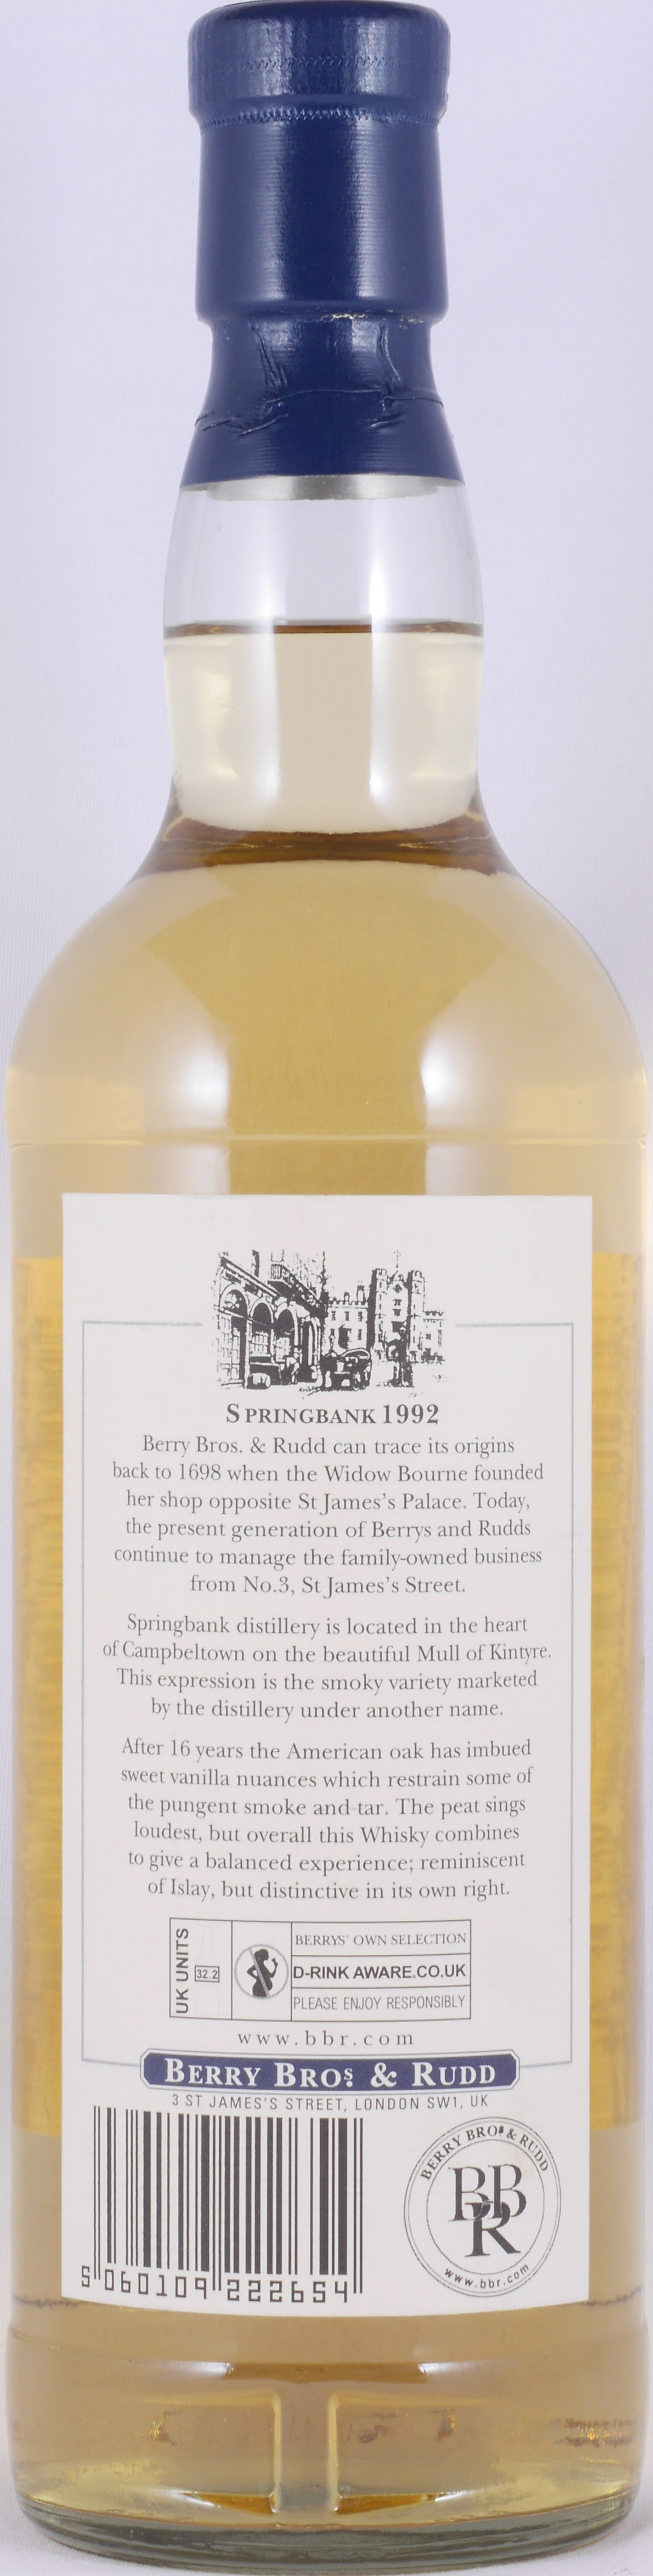 SPRINGBANK 1992
Berry Bros. & Rudd can trace its origins
back to 1698 when the Widow Bourne founded
her shop opposite St James's Palace. Today,
the present generation of Berrys and Rudds
continue to manage the family-owned business
from No.3, St James's Street.
Springbank distillery is located in the heart
of Campbeltown on the beautiful Mull of Kintyre.
This expression is the smoky variety marketed
by the distillery under another name.
After 16 years the American oak has imbued
sweet vanilla nuances which restrain some of
the pungent smoke and tar. The peat sings
loudest, but overall this Whisky combines
to give a balanced experience; reminiscent
of Islay, but distinctive in its own right.
UK UNITS
32.2
BERRYS' OWN SELECTION
D-RINK AWARE.CO.UK
PLEASE ENJOY RESPONSIBLY
www.bbr.com
BERRY BROS. & RUDD
3 ST JAMES'S STREET, LONDON SW1, UK
5 060109 222654
BERRY BROS & RUDD
BBR
www.bbr.com